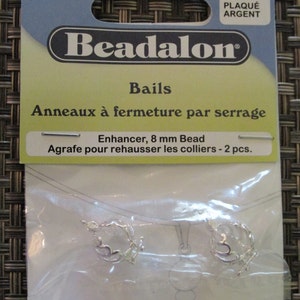 PLAQUÉ
ARGENT
Beadalon®
Bails
Anneaux à fermeture par serrage
Enhancer, 8 mm Bead
Agrafe pour rehausser les colliers - 2 pcs.